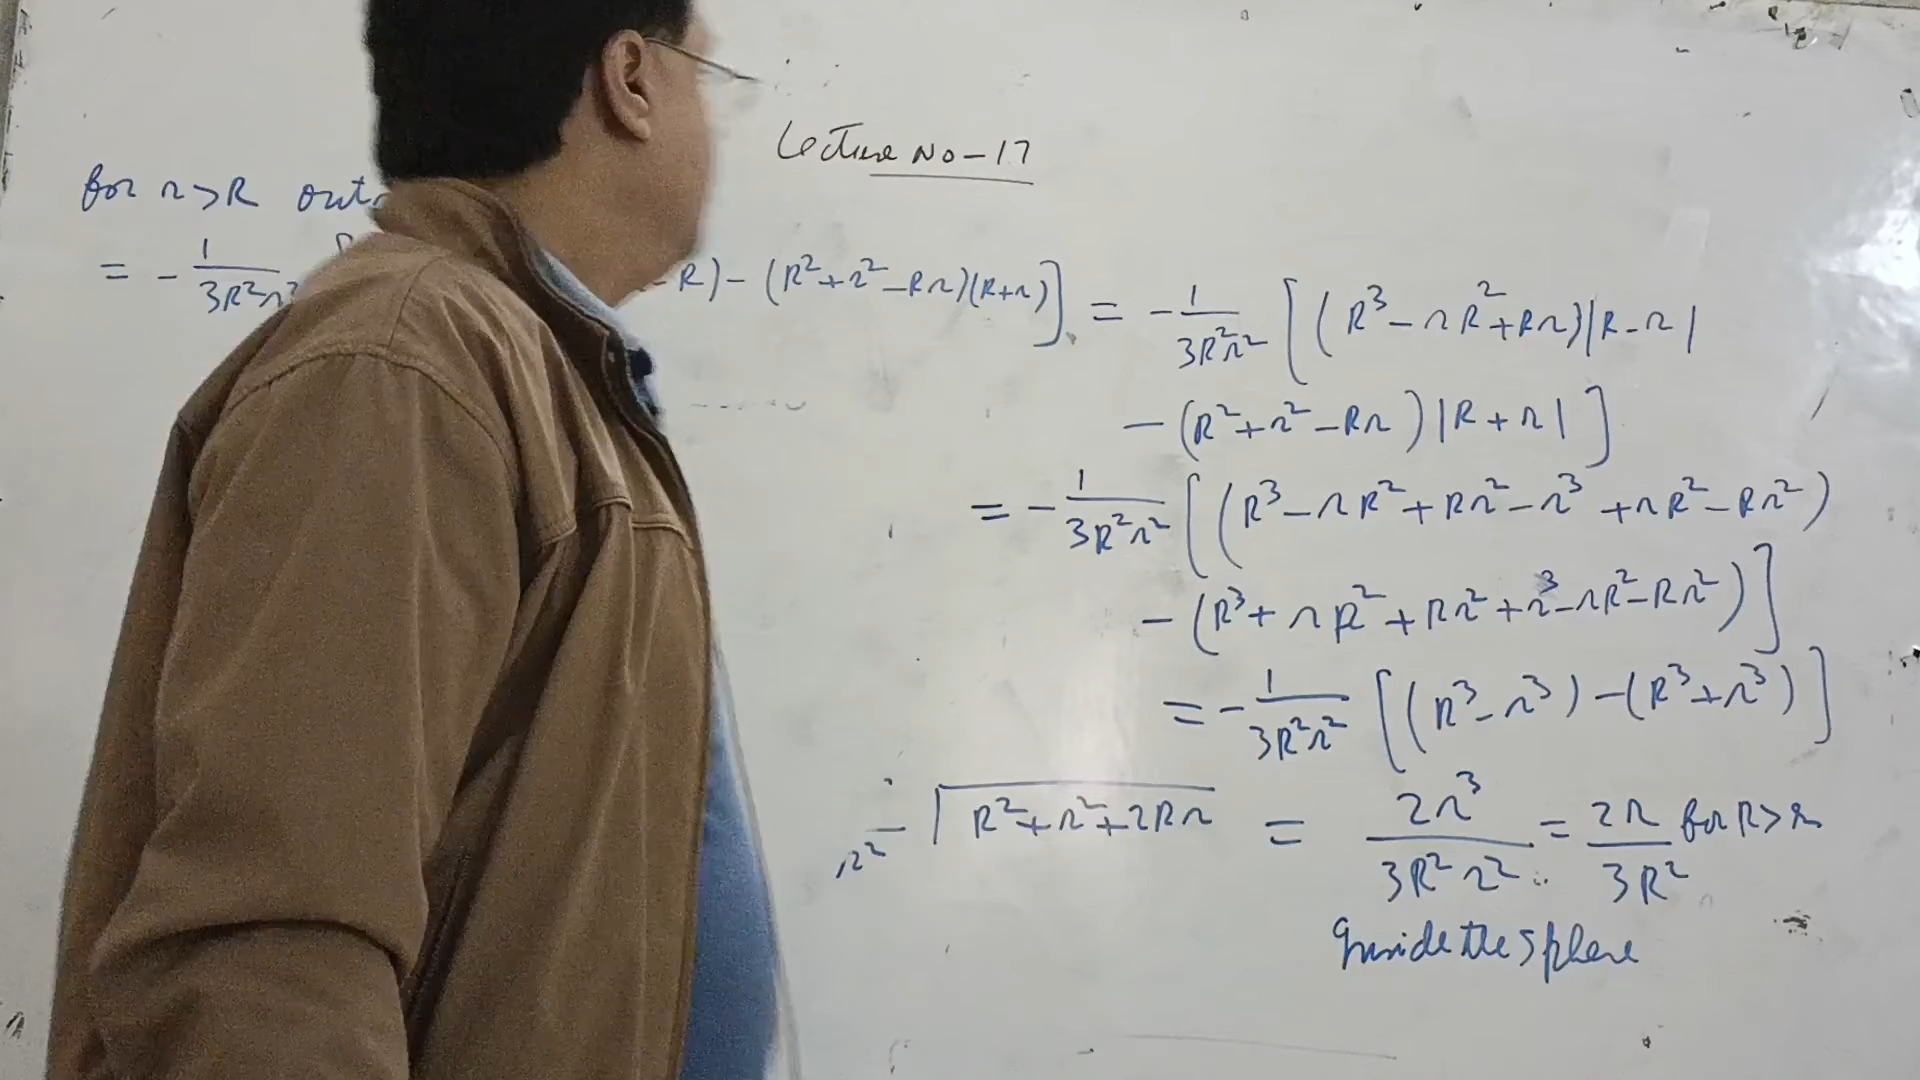 Lecture No-17
for r>R out
= - 1/3R²r² -R) - (R²+r²-Rr)(R+r)]
= - 1/3R²r² [(R³-rR²+Rr)|R-r|
- (R²+r²-Rr)|R+r|]
= - 1/3R²r² [(R³-rR²+Rr²-r³+rR²-Rr²)
- (R³+rR²+Rr²+r³-rR²-Rr²)]
= - 1/3R²r² [(R³-r³)-(R³+r³)]
√R²+r²+2Rr = 2r³/3R²r² = 2r/3R² for R>r
Inside the sphere